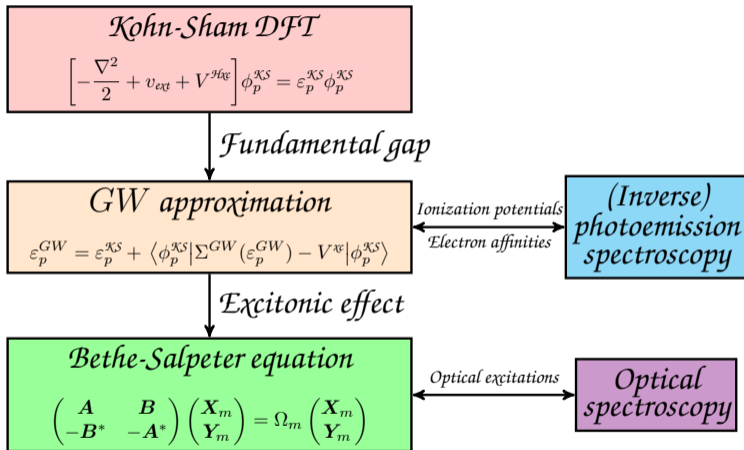 Kohn-Sham DFT
[-∇²/2 + v_ext + V^Hxc] ϕ_p^KS = ε_p^KS ϕ_p^KS
Fundamental gap
GW approximation
ε_p^GW = ε_p^KS + ⟨ϕ_p^KS|Σ^GW(ε_p^GW) − V^xc|ϕ_p^KS⟩
Ionization potentials
Electron affinities
(Inverse)
photoemission
spectroscopy
Excitonic effect
Bethe-Salpeter equation
(A B; −B* −A*) (X_m; Y_m) = Ω_m (X_m; Y_m)
Optical excitations
Optical
spectroscopy